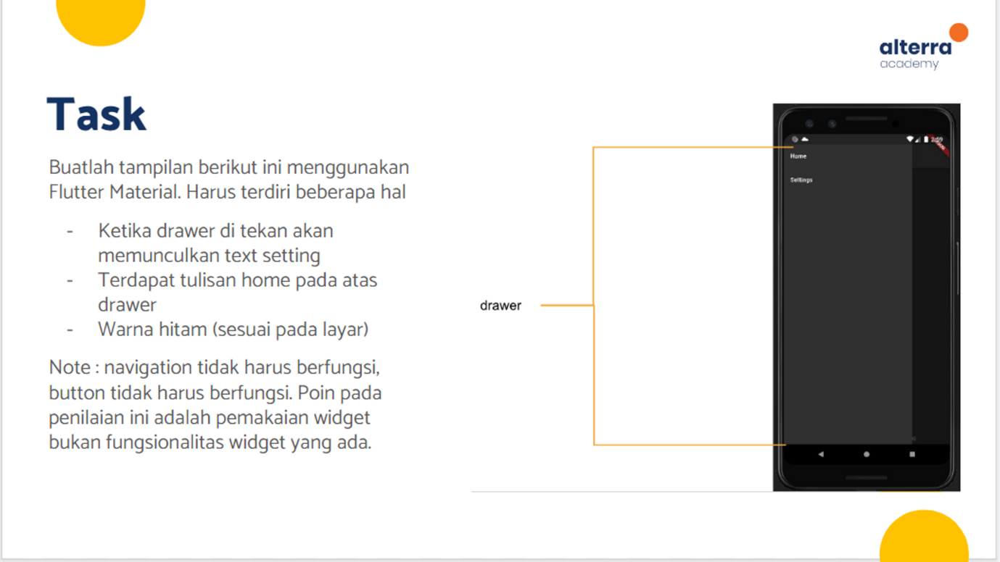 alterra
academy
Task
Buatlah tampilan berikut ini menggunakan
Flutter Material. Harus terdiri beberapa hal
- Ketika drawer di tekan akan
memunculkan text setting
- Terdapat tulisan home pada atas
drawer
- Warna hitam (sesuai pada layar)
Note : navigation tidak harus berfungsi,
button tidak harus berfungsi. Poin pada
penilaian ini adalah pemakaian widget
bukan fungsionalitas widget yang ada.
drawer
Home
Settings